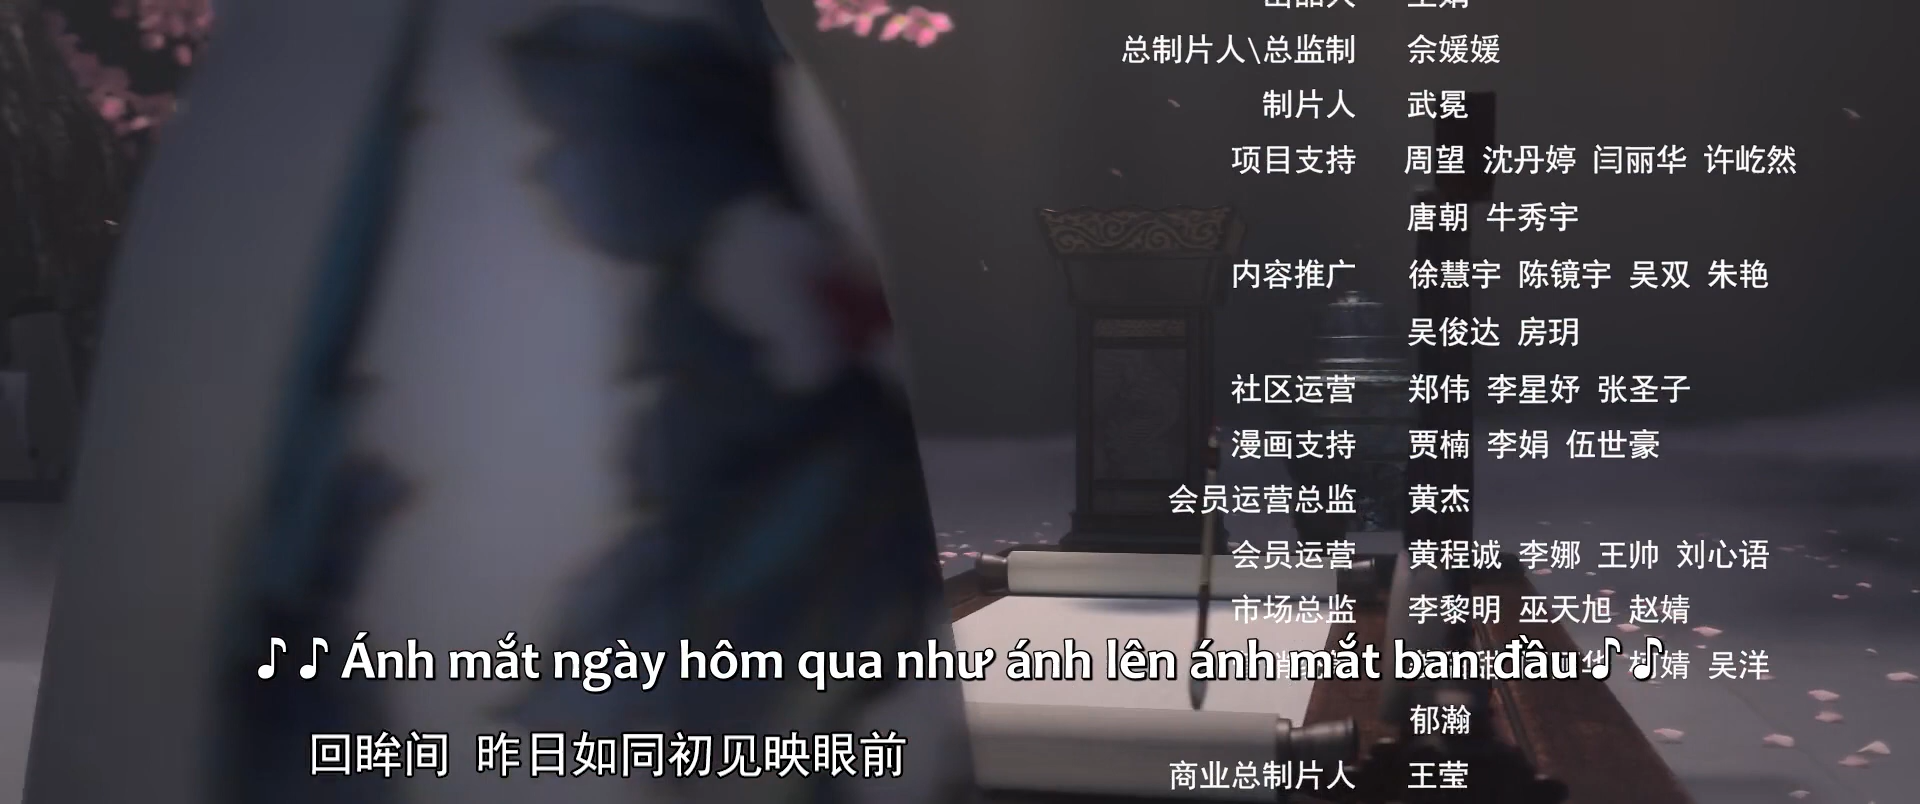 总制片人\总监制 佘媛媛
制片人 武冕
项目支持 周望 沈丹婷 闫丽华 许屹然
唐朝 牛秀宇
内容推广 徐慧宇 陈镜宇 吴双 朱艳
吴俊达 房玥
社区运营 郑伟 李星妤 张圣子
漫画支持 贾楠 李娟 伍世豪
会员运营总监 黄杰
会员运营 黄程诚 李娜 王帅 刘心语
市场总监 李黎明 巫天旭 赵婧
♪♪Ánh mắt ngày hôm qua như ánh lên ánh mắt ban đầu♪♪
婧 吴洋
郁瀚
回眸间 昨日如同初见映眼前
商业总制片人 王莹